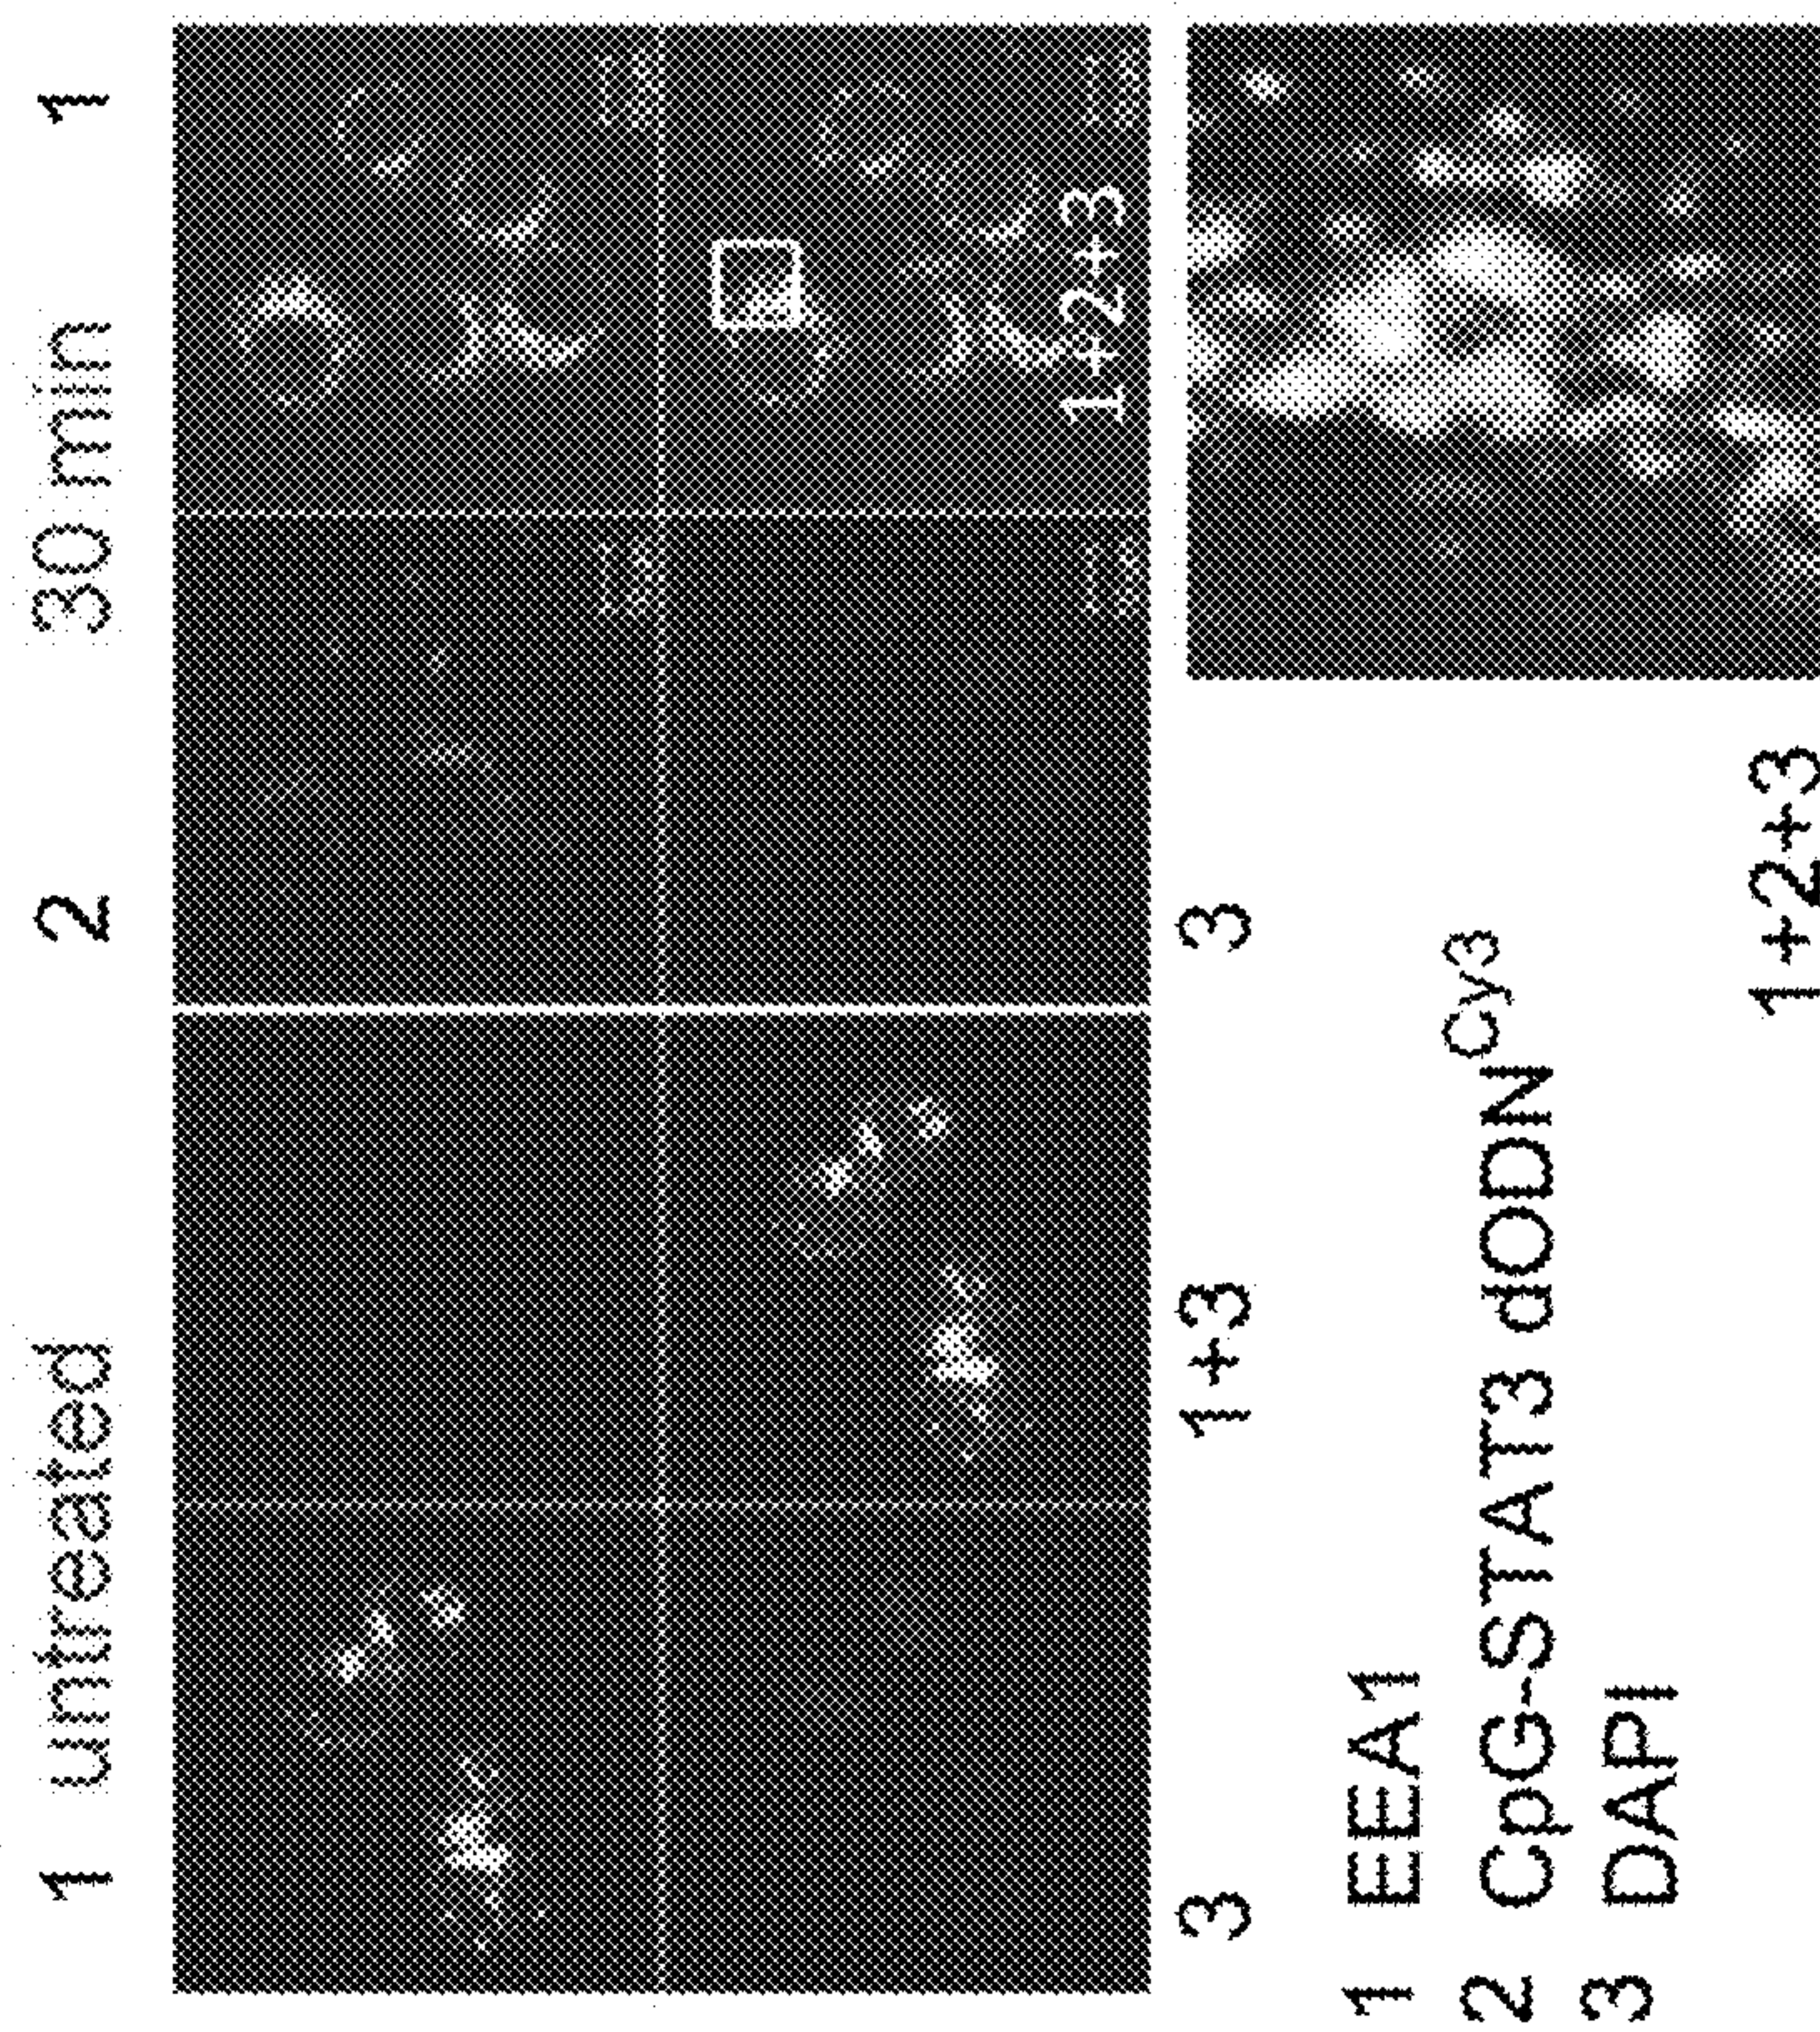 1 untreated 2 30 min 1
1+2+3
3 1+3 3
1 EEA1
2 CpG-STAT3 dODN^Cy3
3 DAPI
1+2+3